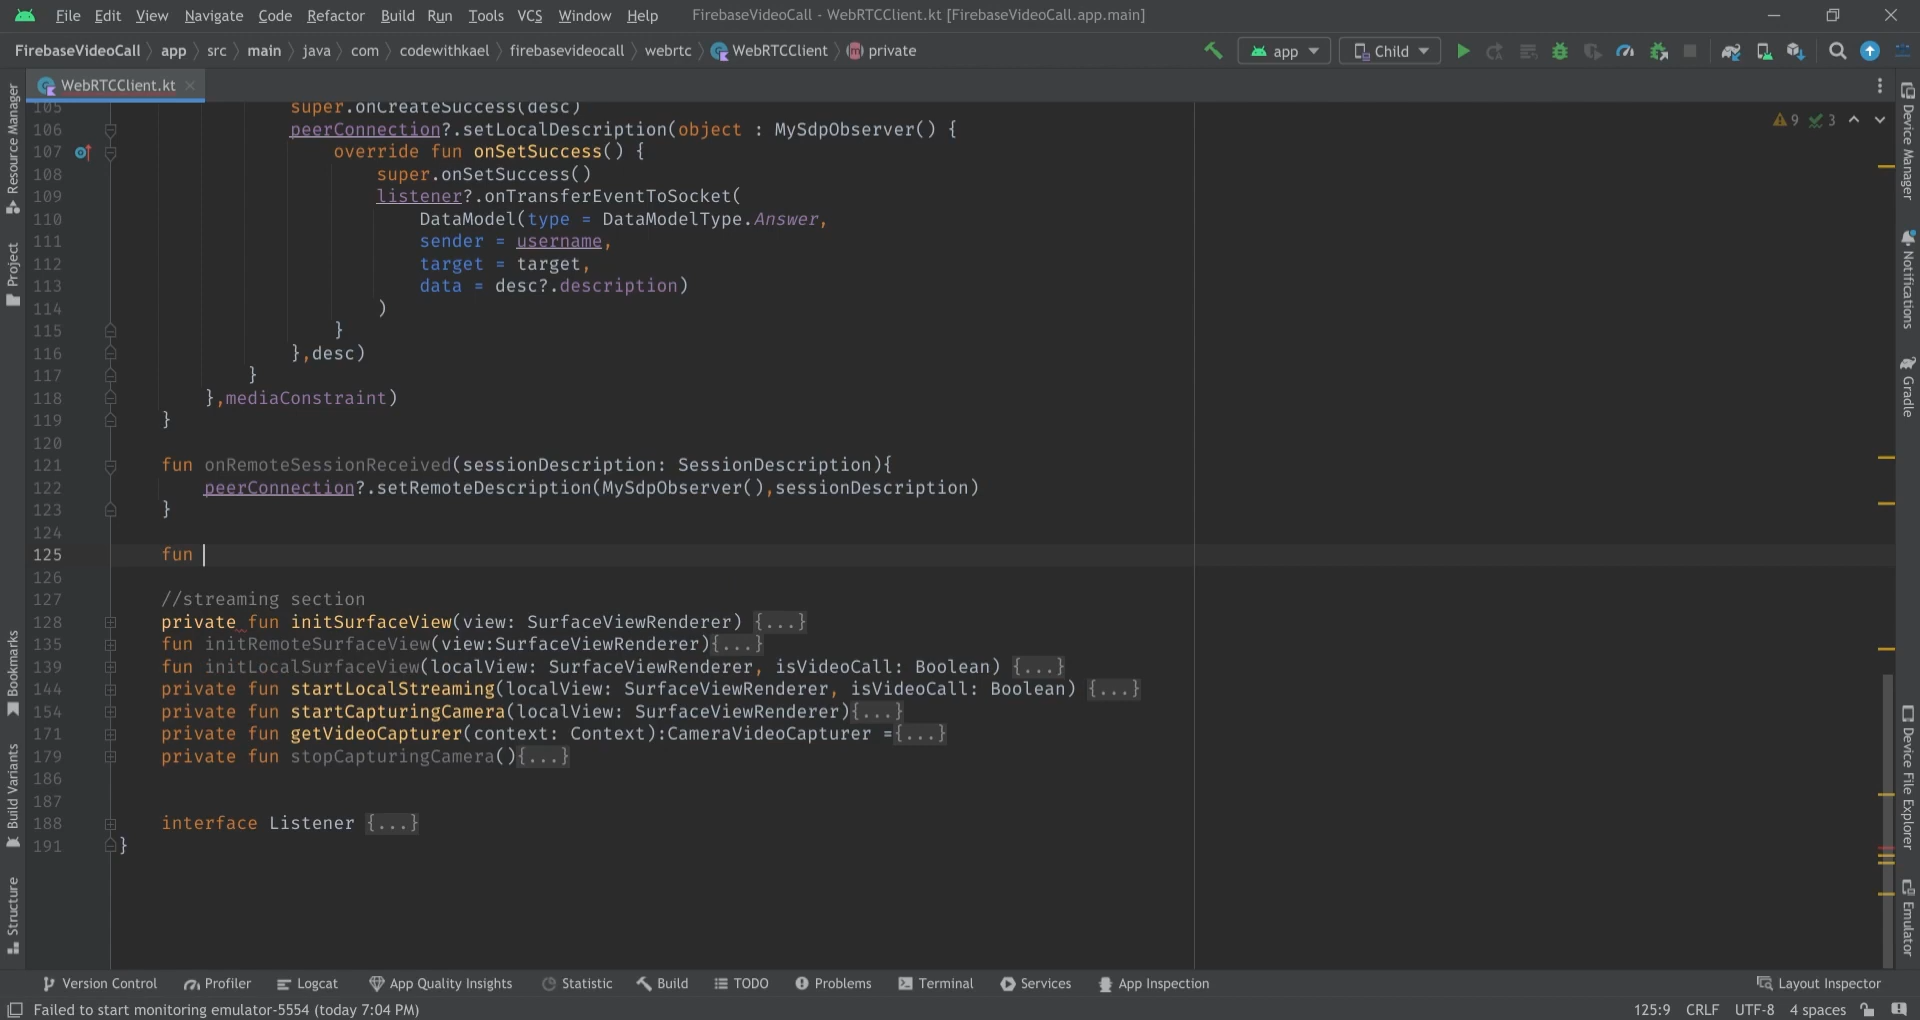 File Edit View Navigate Code Refactor Build Run Tools VCS Window Help FirebaseVideoCall - WebRTCClient.kt [FirebaseVideoCall.app.main]
FirebaseVideoCall app src main java com codewithkael firebasevideocall webrtc WebRTCClient private app Child
WebRTCClient.kt
9 3
105 super.onCreateSuccess(desc)
106 peerConnection?.setLocalDescription(object : MySdpObserver() {
107 override fun onSetSuccess() {
108 super.onSetSuccess()
109 listener?.onTransferEventToSocket(
110 DataModel(type = DataModelType.Answer,
111 sender = username,
112 target = target,
113 data = desc?.description)
114 )
115 }
116 },desc)
117 }
118 },mediaConstraint)
119 }
120
121 fun onRemoteSessionReceived(sessionDescription: SessionDescription){
122 peerConnection?.setRemoteDescription(MySdpObserver(),sessionDescription)
123 }
124
125 fun
126
127 //streaming section
128 private fun initSurfaceView(view: SurfaceViewRenderer) {...}
135 fun initRemoteSurfaceView(view:SurfaceViewRenderer){...}
139 fun initLocalSurfaceView(localView: SurfaceViewRenderer, isVideoCall: Boolean) {...}
144 private fun startLocalStreaming(localView: SurfaceViewRenderer, isVideoCall: Boolean) {...}
154 private fun startCapturingCamera(localView: SurfaceViewRenderer){...}
171 private fun getVideoCapturer(context: Context):CameraVideoCapturer ={...}
179 private fun stopCapturingCamera(){...}
186
187
188 interface Listener {...}
191 }
Resource Manager
Project
Bookmarks
Build Variants
Structure
Device Manager
Notifications
Gradle
Device File Explorer
Emulator
Version Control Profiler Logcat App Quality Insights Statistic Build TODO Problems Terminal Services App Inspection Layout Inspector
Failed to start monitoring emulator-5554 (today 7:04 PM) 125:9 CRLF UTF-8 4 spaces